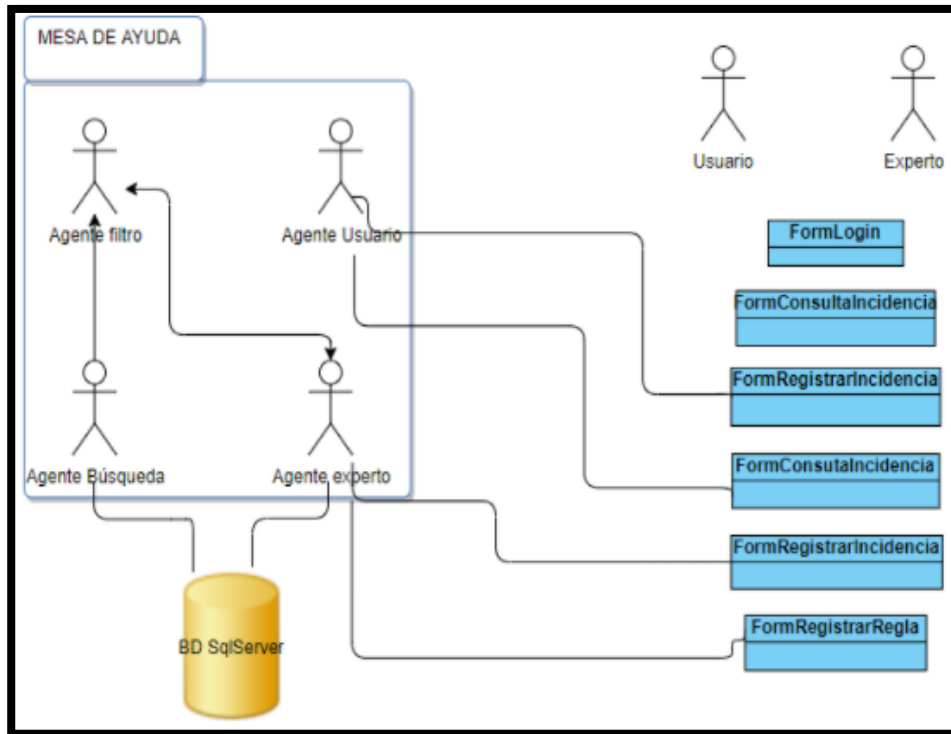 MESA DE AYUDA
Usuario
Experto
Agente filtro
Agente Usuario
FormLogin
FormConsultaIncidencia
FormRegistrarIncidencia
Agente Búsqueda
Agente experto
FormConsutaIncidencia
FormRegistrarIncidencia
FormRegistrarRegla
BD SqlServer